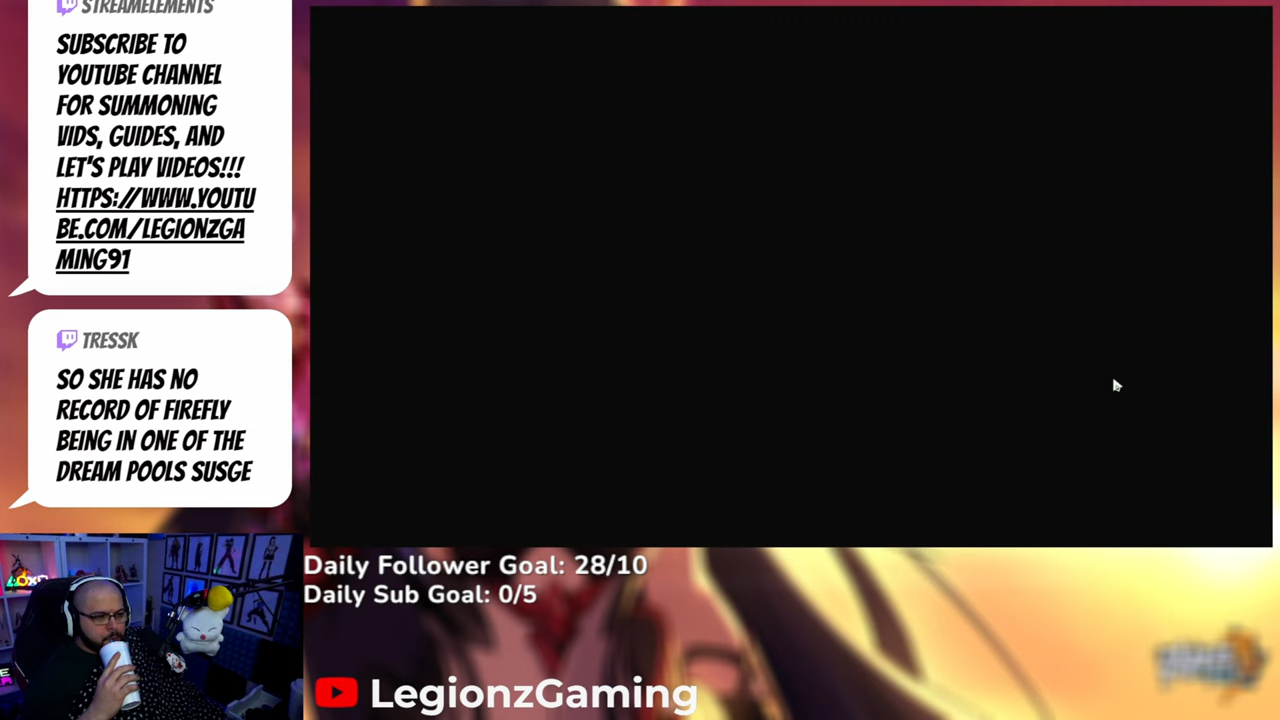 STREAMELEMENTS
SUBSCRIBE TO
YOUTUBE CHANNEL
FOR SUMMONING
VIDS, GUIDES, AND
LET'S PLAY VIDEOS!!!
HTTPS://WWW.YOUTU
BE.COM/LEGIONZGA
MING91
TRESSK
SO SHE HAS NO
RECORD OF FIREFLY
BEING IN ONE OF THE
DREAM POOLS SUSGE
Daily Follower Goal: 28/10
Daily Sub Goal: 0/5
LegionzGaming